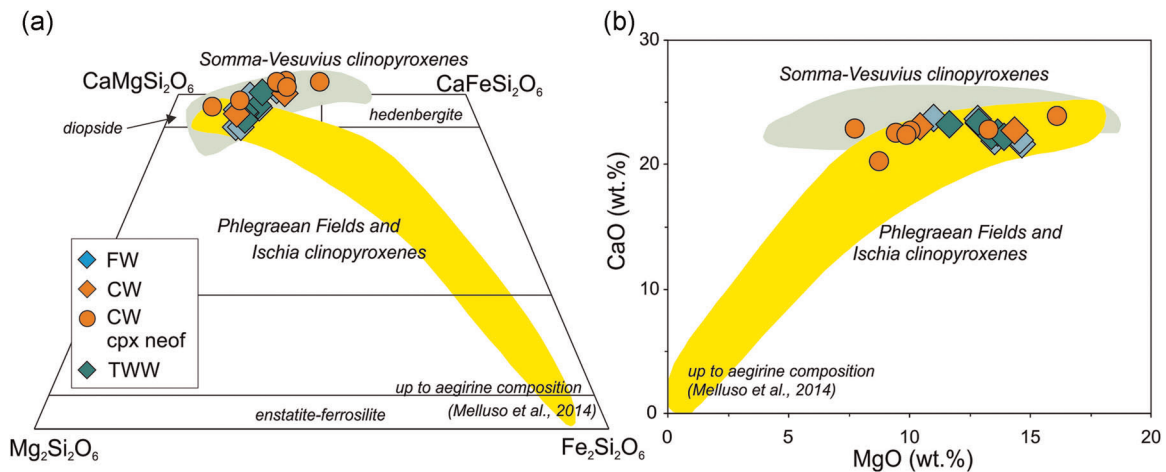 (a)
Somma-Vesuvius clinopyroxenes
CaMgSi₂O₆
CaFeSi₂O₆
diopside
hedenbergite
Phlegraean Fields and
Ischia clinopyroxenes
FW
CW
CW
cpx neof
TWW
up to aegirine composition
(Melluso et al., 2014)
enstatite-ferrosilite
Mg₂Si₂O₆
Fe₂Si₂O₆
(b)
30
20
10
0
CaO (wt.%)
Somma-Vesuvius clinopyroxenes
Phlegraean Fields and
Ischia clinopyroxenes
up to aegirine composition
(Melluso et al., 2014)
0
5
10
15
20
MgO (wt.%)